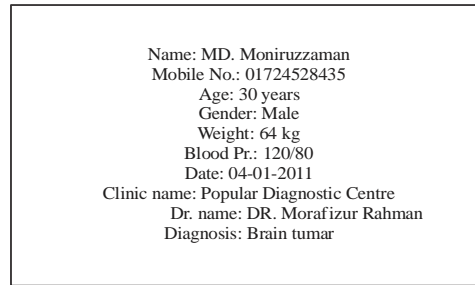 Name: MD. Moniruzzaman
Mobile No.: 01724528435
Age: 30 years
Gender: Male
Weight: 64 kg
Blood Pr.: 120/80
Date: 04-01-2011
Clinic name: Popular Diagnostic Centre
Dr. name: DR. Morafizur Rahman
Diagnosis: Brain tumar